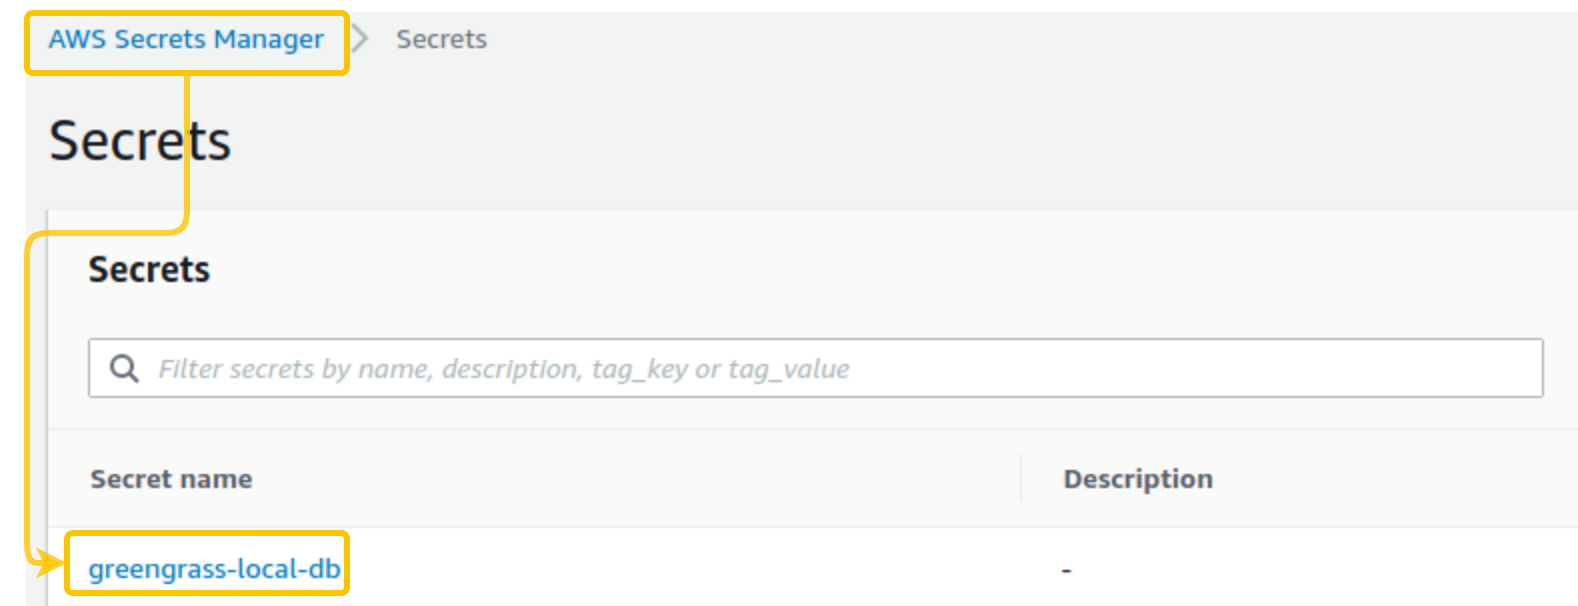 AWS Secrets Manager > Secrets
Secrets
Secrets
Filter secrets by name, description, tag_key or tag_value
Secret name Description
greengrass-local-db -